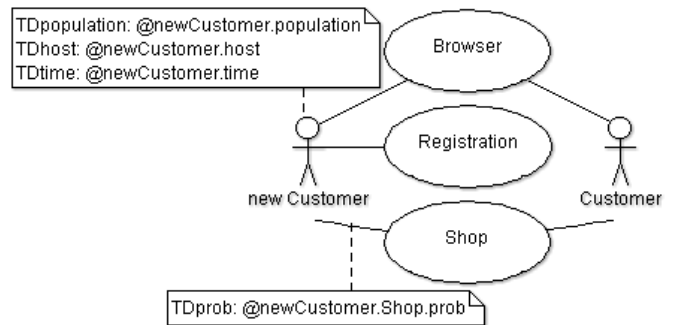 TDpopulation: @newCustomer.population
TDhost: @newCustomer.host
TDtime: @newCustomer.time
Browser
Registration
new Customer
Customer
Shop
TDprob: @newCustomer.Shop.prob